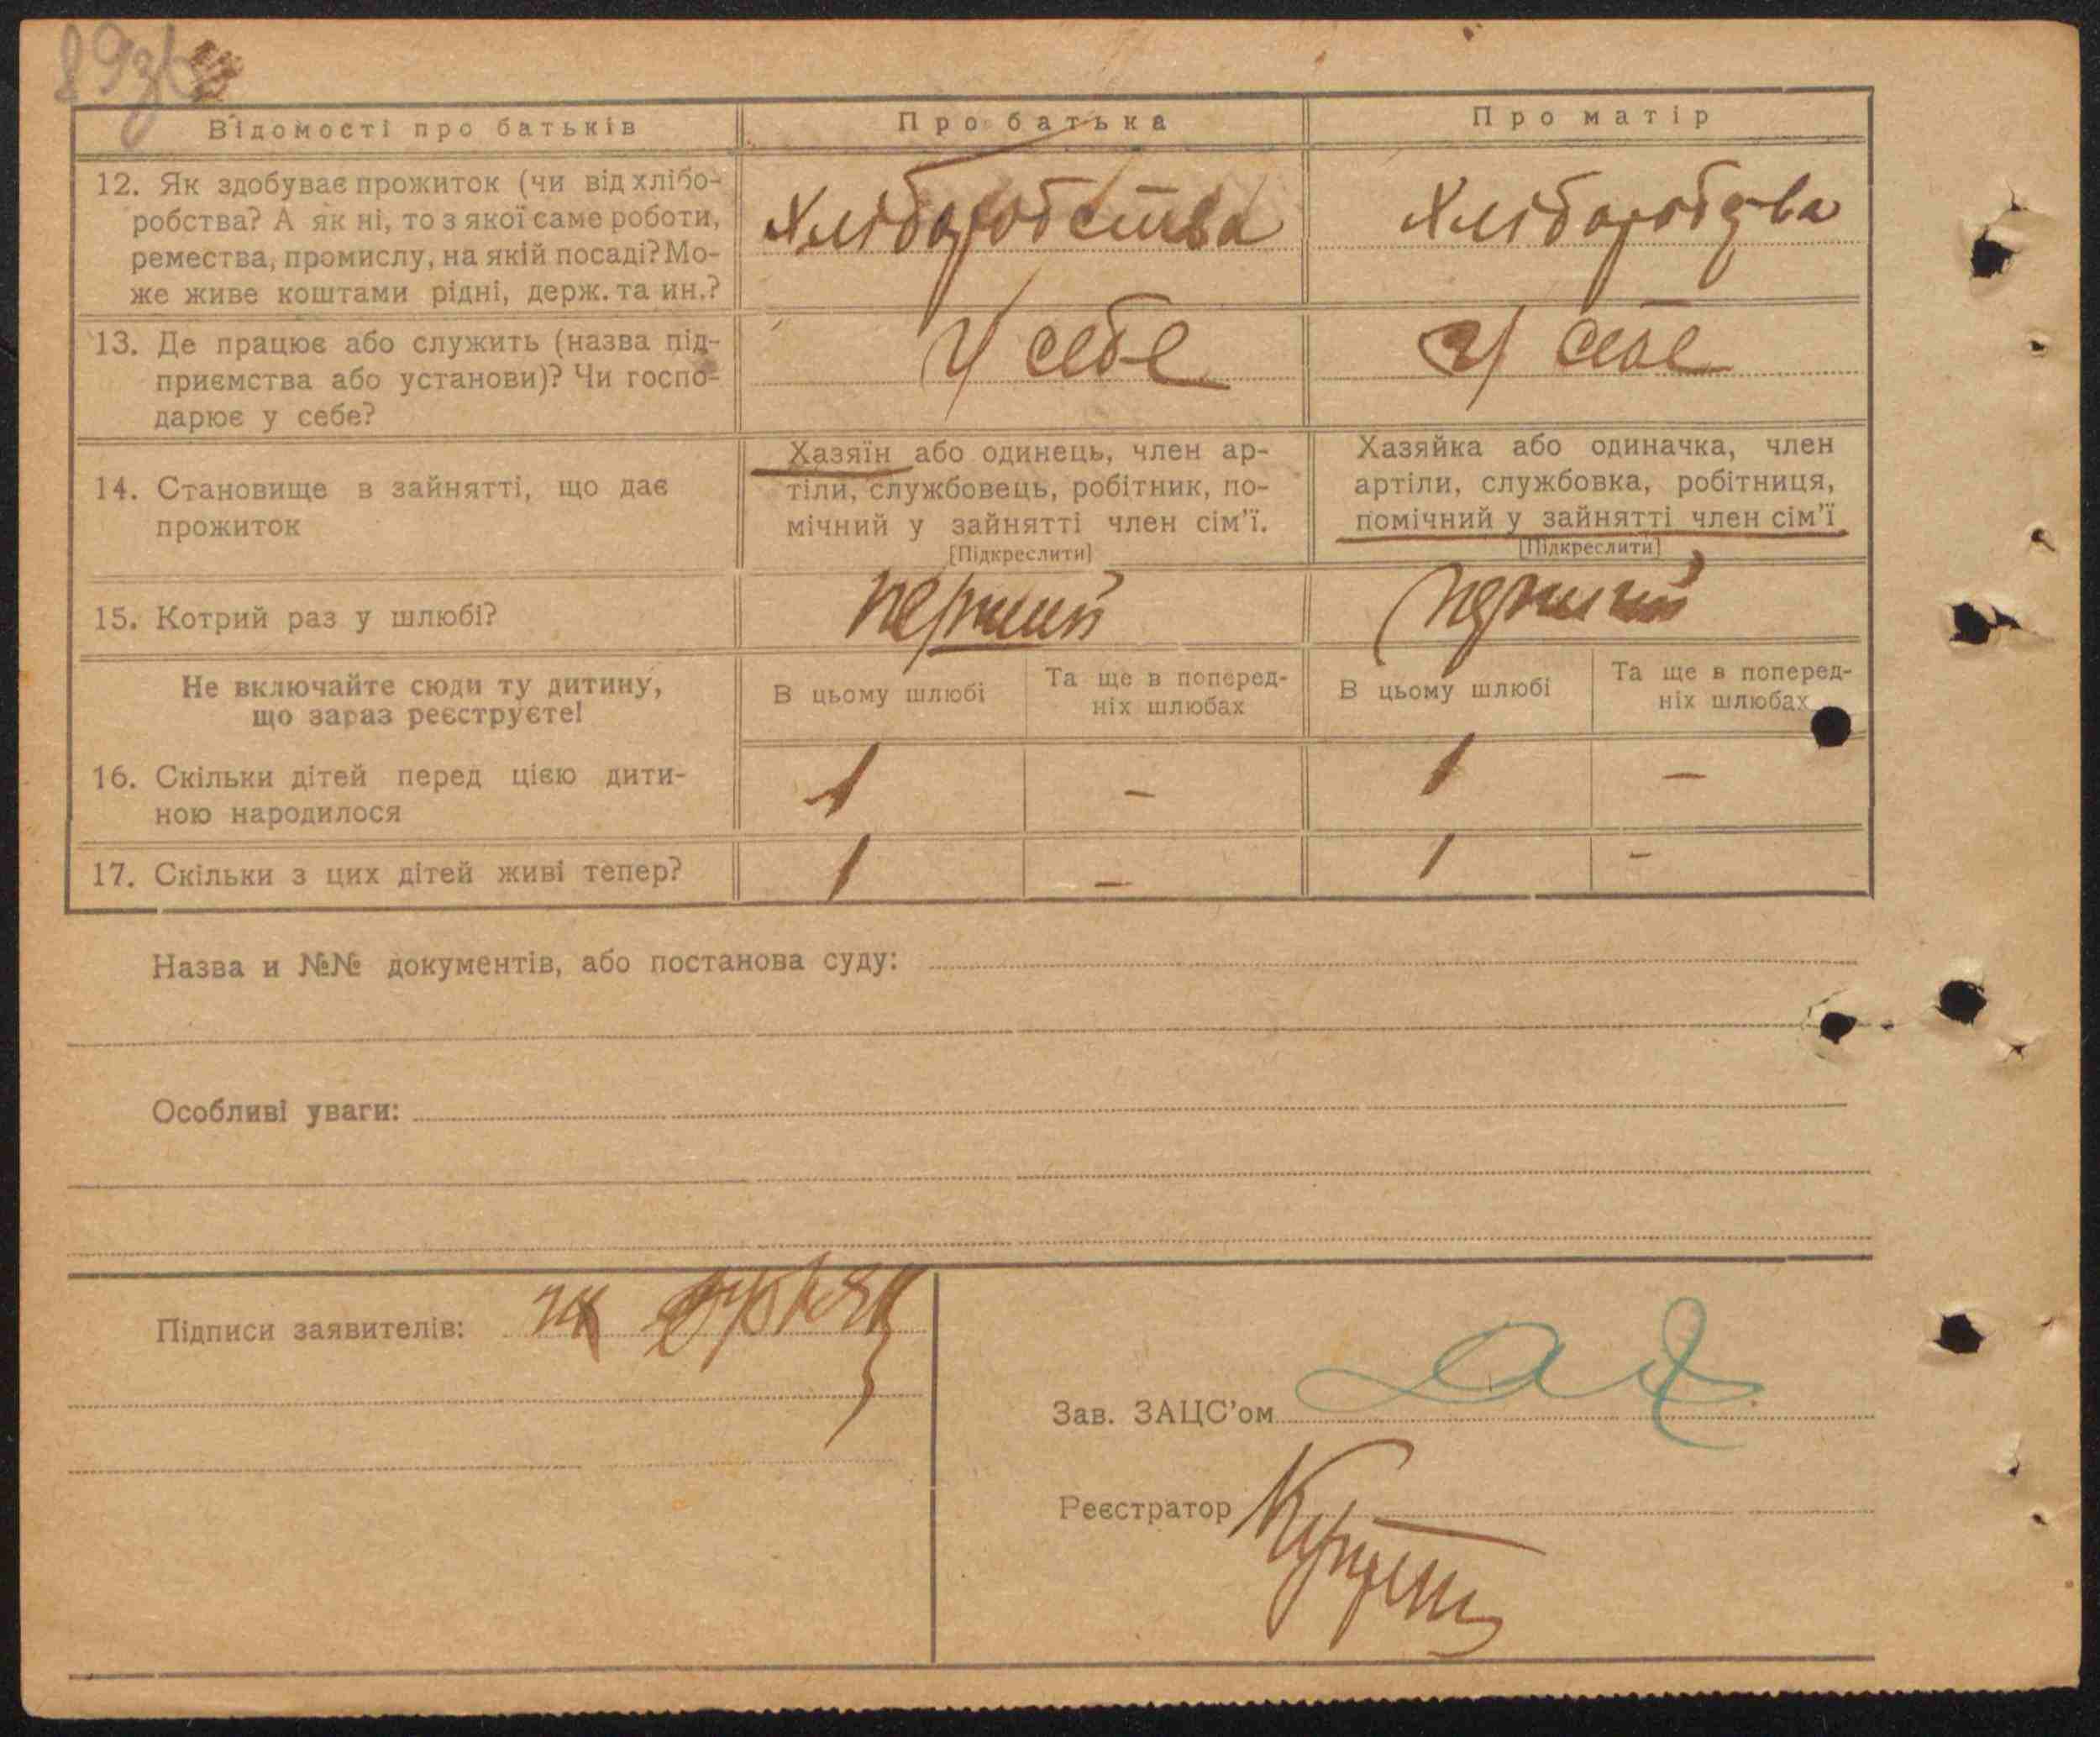 89зв
Відомості про батьків
Про батька
Про матір
12. Як здобуває прожиток (чи від хлібо-
робства? А як ні, то з якої саме роботи,
ремества, промислу, на якій посаді? Мо-
же живе коштами рідні, держ. та ин.?
Хліборобства
Хліборобства
13. Де працює або служить (назва під-
приємства або установи)? Чи госпо-
дарює у себе?
У себе
У себе
14. Становище в зайнятті, що дає
прожиток
Хазяїн або одинець, член ар-
тіли, службовець, робітник, по-
мічний у зайнятті член сім'ї.
[Підкреслити]
Хазяйка або одиначка, член
артіли, службовка, робітниця,
помічний у зайнятті член сім'ї
[Підкреслити]
15. Котрий раз у шлюбі?
перший
перший
Не включайте сюди ту дитину,
що зараз реєструєте!
В цьому шлюбі
Та ще в поперед-
ніх шлюбах
В цьому шлюбі
Та ще в поперед-
ніх шлюбах
16. Скільки дітей перед цією дити-
ною народилося
1
–
1
–
17. Скільки з цих дітей живі тепер?
1
–
1
–
Назва и №№ документів, або постанова суду:
Особливі уваги:
Підписи заявителів:
Зав. ЗАЦС'ом
Реєстратор